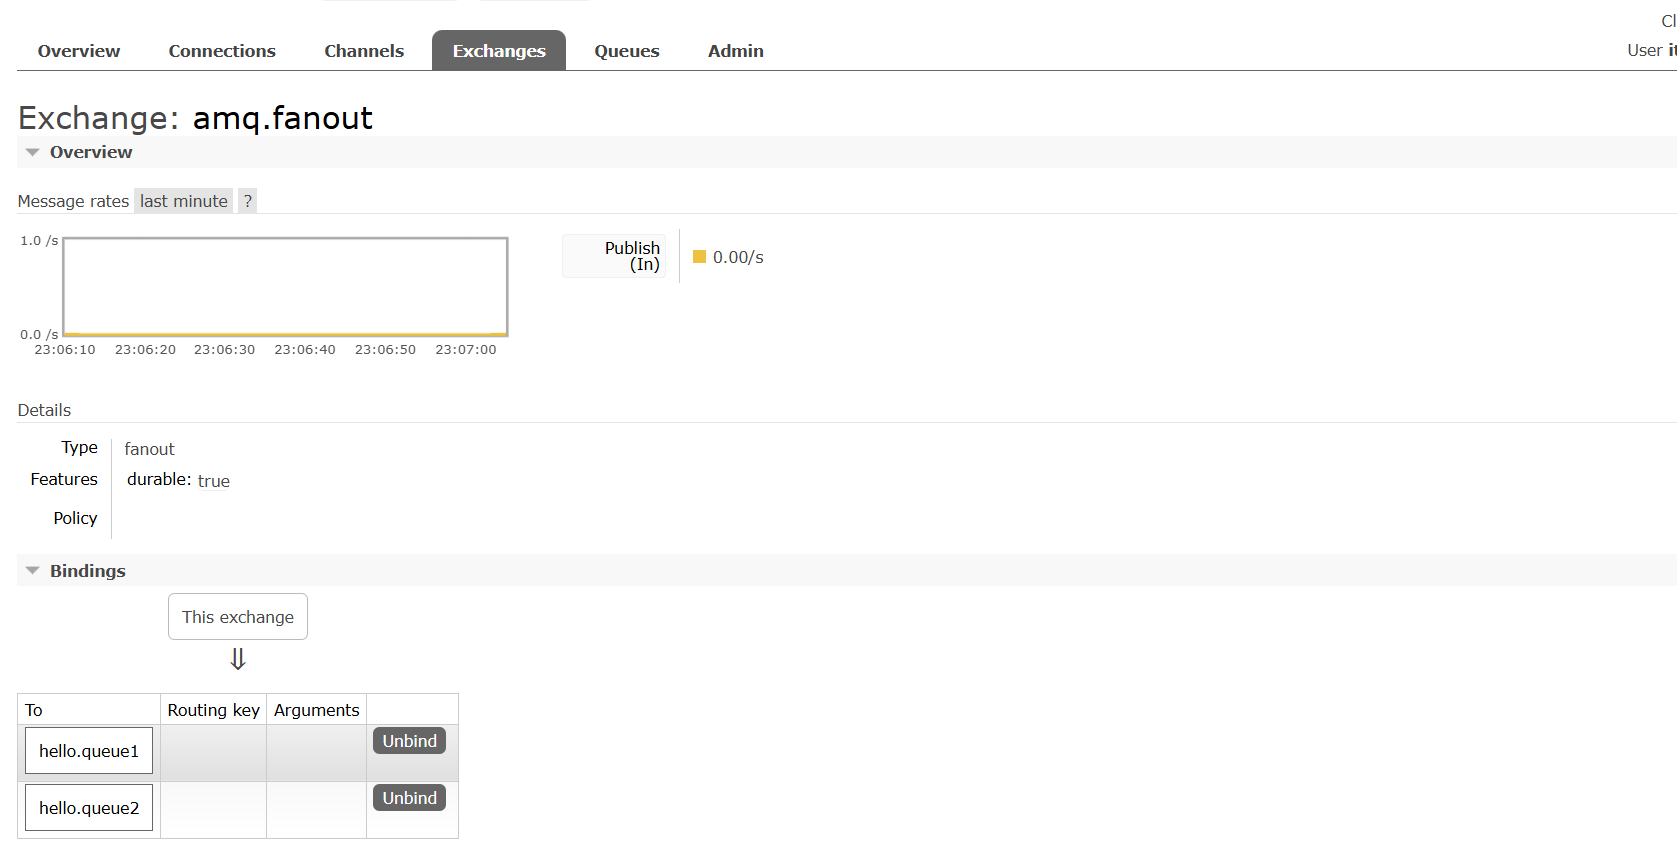 Overview Connections Channels Exchanges Queues Admin
User
Exchange: amq.fanout
Overview
Message rates last minute ?
1.0 /s
0.0 /s
23:06:10 23:06:20 23:06:30 23:06:40 23:06:50 23:07:00
Publish
(In)
0.00/s
Details
Type fanout
Features durable: true
Policy
Bindings
This exchange
⇓
To Routing key Arguments
hello.queue1 Unbind
hello.queue2 Unbind